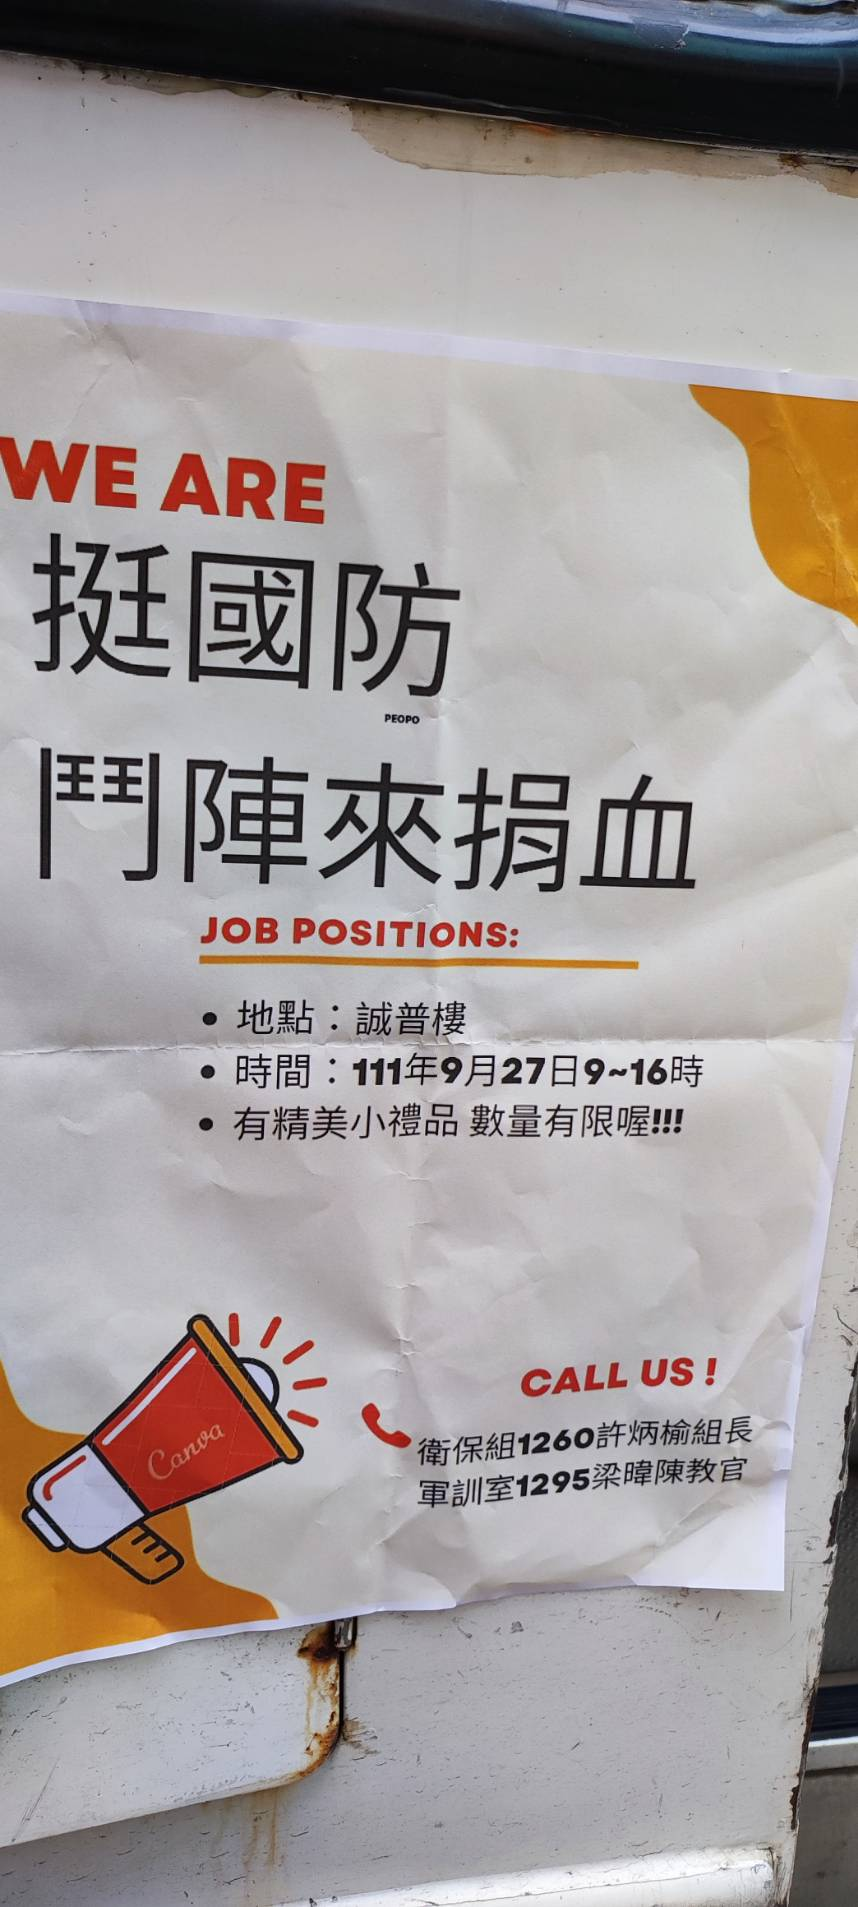 WE ARE
挺國防
PEOPO
鬥陣來捐血
JOB POSITIONS:
• 地點：誠普樓
• 時間：111年9月27日9~16時
• 有精美小禮品 數量有限喔!!!
Canva
CALL US !
衛保組1260許炳榆組長
軍訓室1295梁暐陳教官